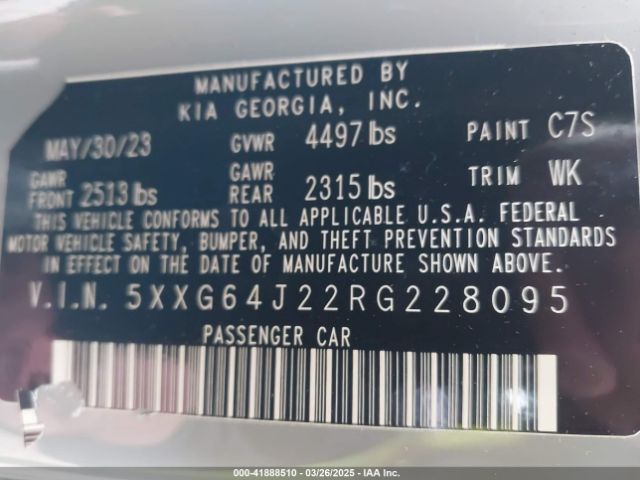 MANUFACTURED BY
KIA GEORGIA, INC.
MAY/30/23 GVWR 4497 lbs PAINT C7S
GAWR FRONT 2513 lbs GAWR REAR 2315 lbs TRIM WK
THIS VEHICLE CONFORMS TO ALL APPLICABLE U.S.A. FEDERAL
MOTOR VEHICLE SAFETY, BUMPER, AND THEFT PREVENTION STANDARDS
IN EFFECT ON THE DATE OF MANUFACTURE SHOWN ABOVE.
V.I.N. 5XXG64J22RG228095
PASSENGER CAR
000-41888510 | 03/26/2025 | IAA Inc.